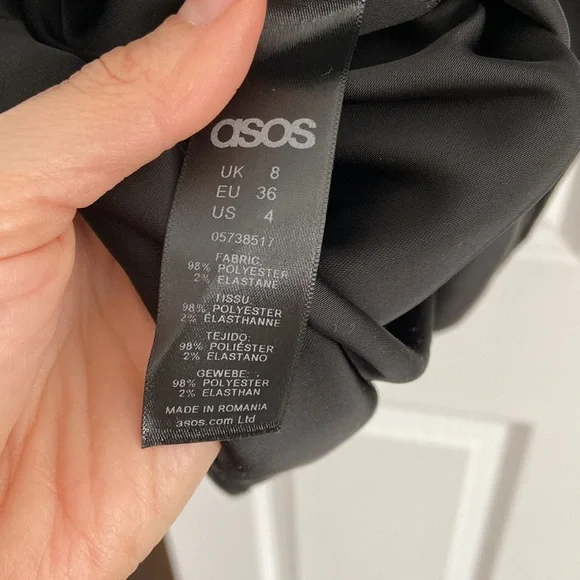 asos
UK 8
EU 36
US 4
05738517
FABRIC:
98% POLYESTER
2% ELASTANE
TISSU:
98% POLYESTER
2% ÉLASTHANNE
TEJIDO:
98% POLIÉSTER
2% ELASTANO
GEWEBE:
98% POLYESTER
2% ELASTHAN
MADE IN ROMANIA
asos.com Ltd